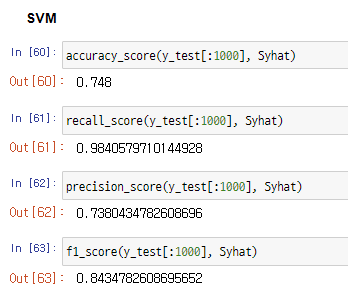 SVM
In [60]: accuracy_score(y_test[:1000], Syhat)
Out[60]: 0.748
In [61]: recall_score(y_test[:1000], Syhat)
Out[61]: 0.9840579710144928
In [62]: precision_score(y_test[:1000], Syhat)
Out[62]: 0.7380434782608696
In [63]: f1_score(y_test[:1000], Syhat)
Out[63]: 0.8434782608695652